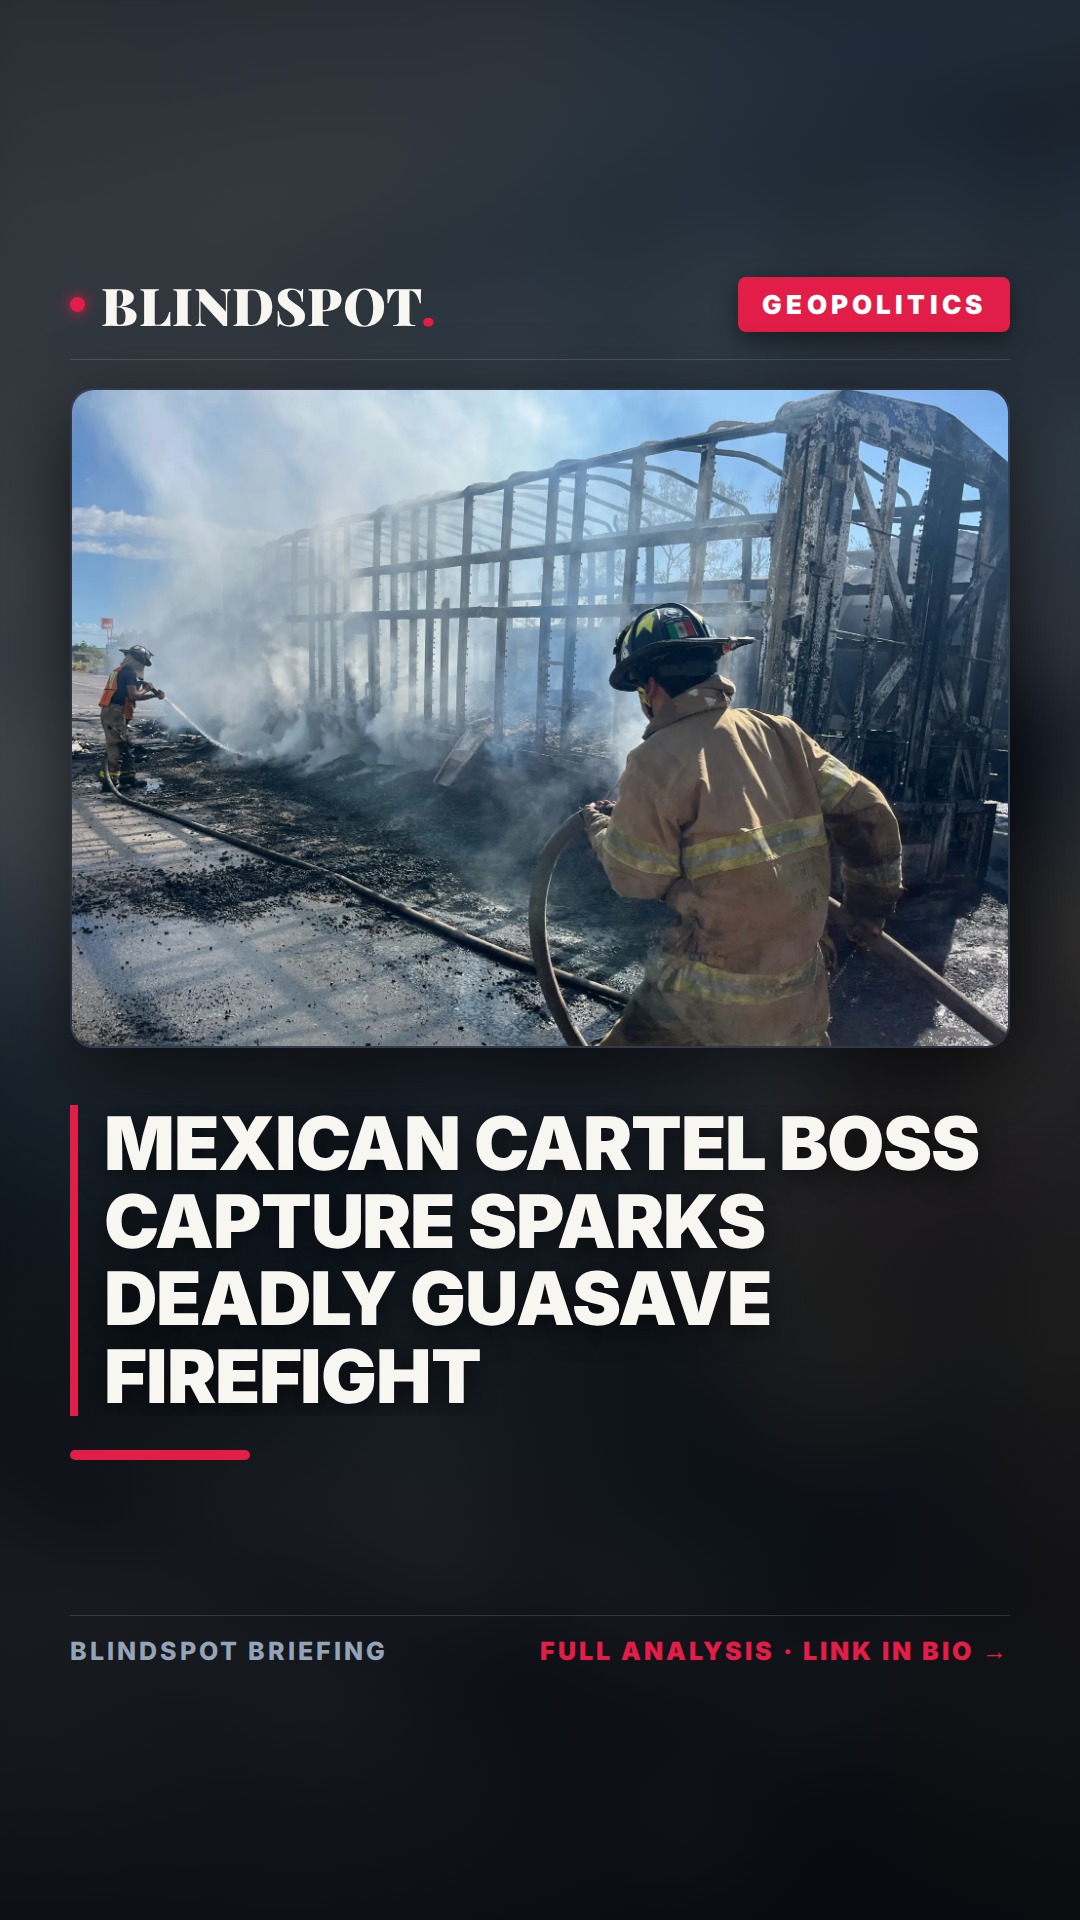 BLINDSPOT.
GEOPOLITICS
MEXICAN CARTEL BOSS
CAPTURE SPARKS
DEADLY GUASAVE
FIREFIGHT
BLINDSPOT BRIEFING
FULL ANALYSIS · LINK IN BIO →